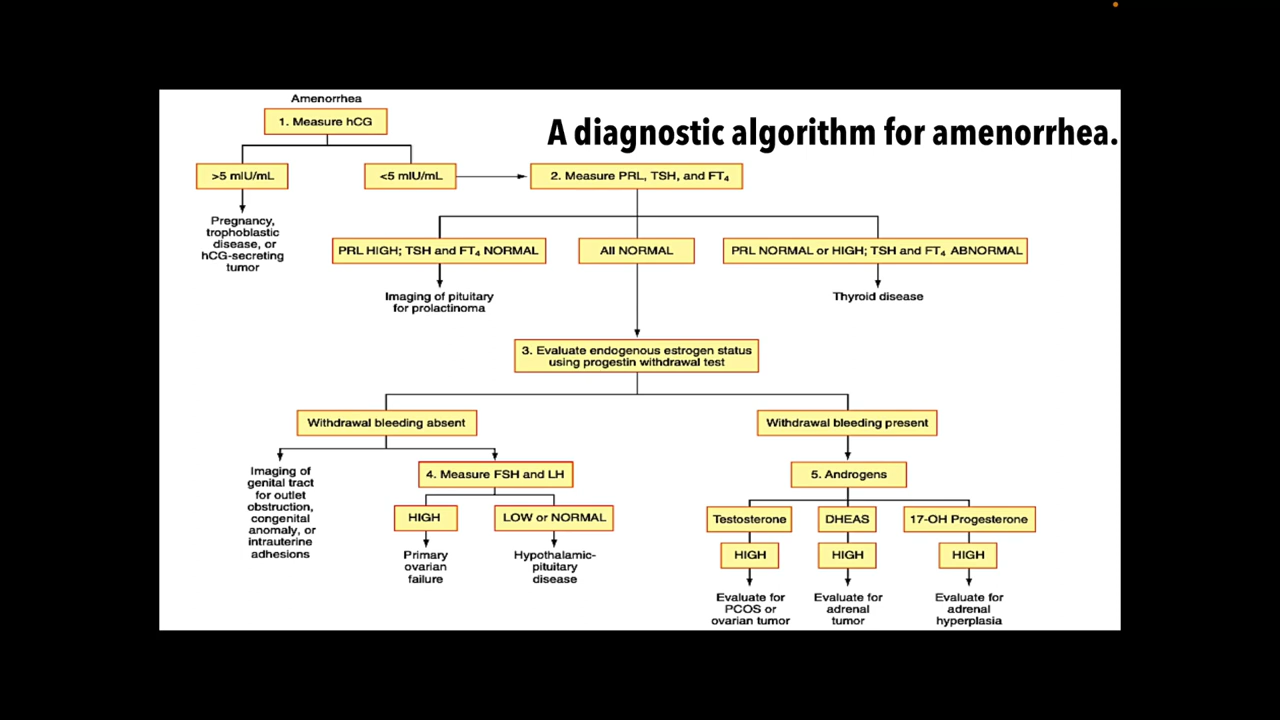 Amenorrhea
1. Measure hCG
A diagnostic algorithm for amenorrhea.
>5 mIU/mL
<5 mIU/mL
2. Measure PRL, TSH, and FT₄
Pregnancy,
trophoblastic
disease, or
hCG-secreting
tumor
PRL HIGH; TSH and FT₄ NORMAL
All NORMAL
PRL NORMAL or HIGH; TSH and FT₄ ABNORMAL
Imaging of pituitary
for prolactinoma
Thyroid disease
3. Evaluate endogenous estrogen status
using progestin withdrawal test
Withdrawal bleeding absent
Withdrawal bleeding present
Imaging of
genital tract
for outlet
obstruction,
congenital
anomaly, or
intrauterine
adhesions
4. Measure FSH and LH
HIGH
LOW or NORMAL
Primary
ovarian
failure
Hypothalamic-
pituitary
disease
5. Androgens
Testosterone
DHEAS
17-OH Progesterone
HIGH
HIGH
HIGH
Evaluate for
PCOS or
ovarian tumor
Evaluate for
adrenal
tumor
Evaluate for
adrenal
hyperplasia